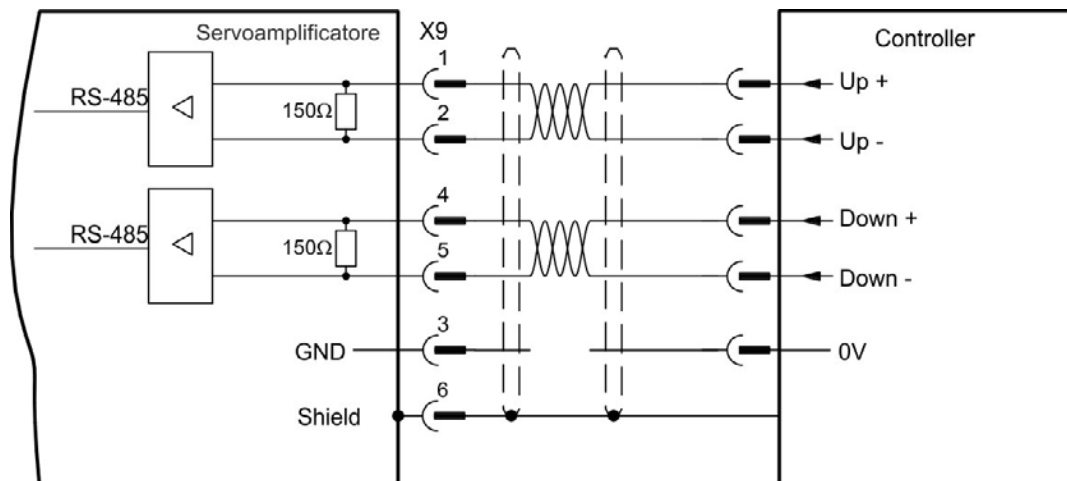 Servoamplificatore
X9
Controller
1
Up +
RS-485
150Ω
2
Up -
4
Down +
RS-485
150Ω
5
Down -
3
GND
0V
6
Shield